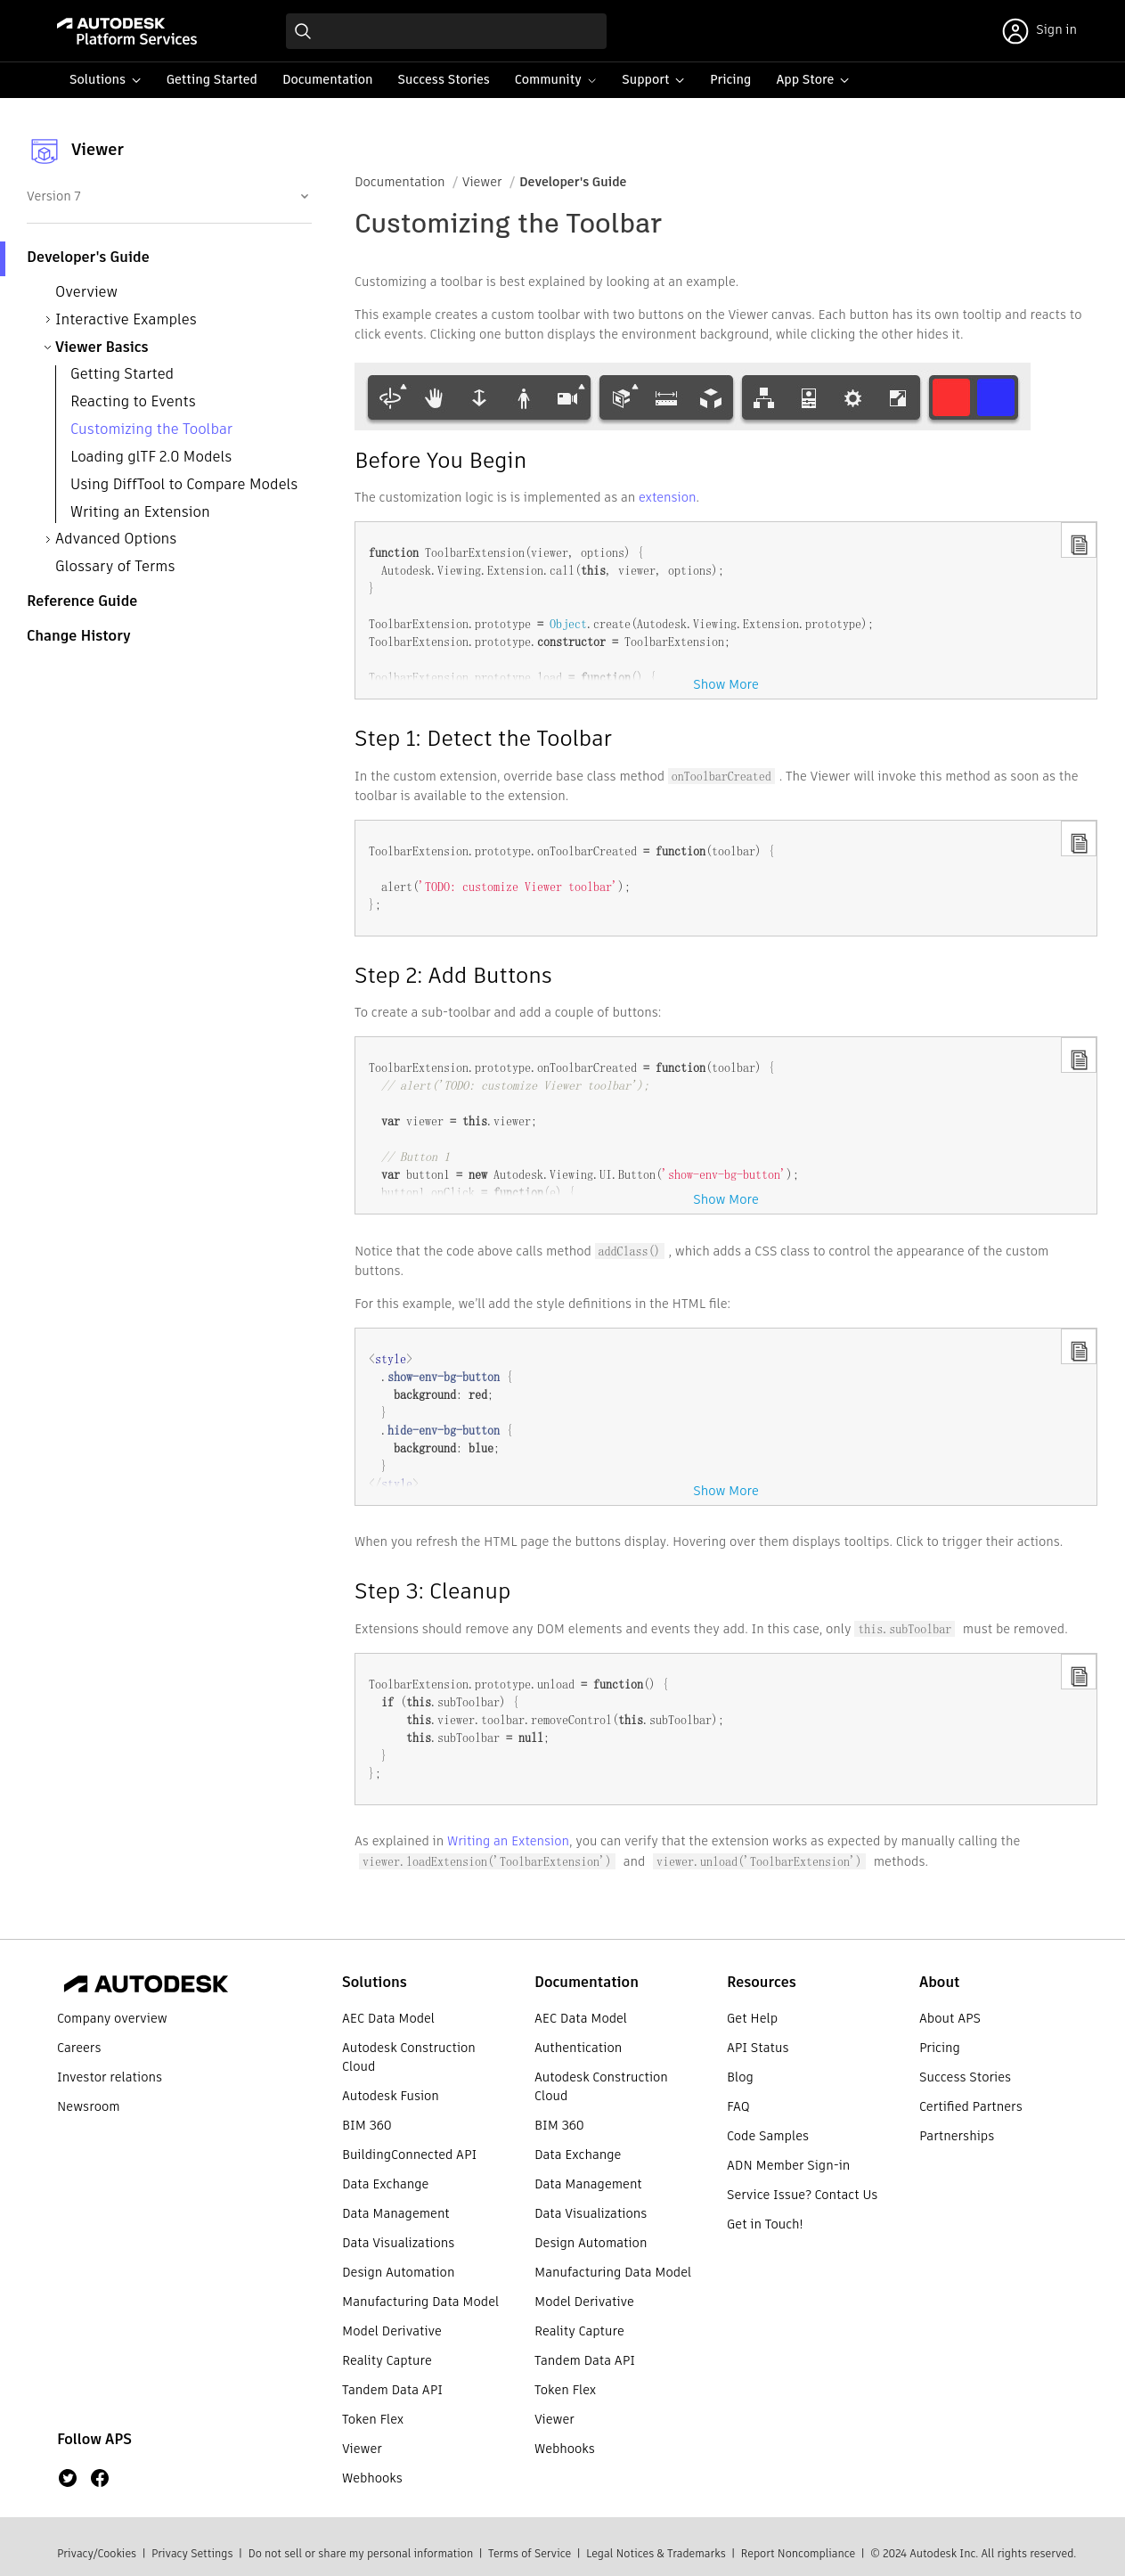 AUTODESK
Platform Services
Sign in
Solutions
Getting Started
Documentation
Success Stories
Community
Support
Pricing
App Store
Viewer
Version 7
Developer's Guide
Overview
Interactive Examples
Viewer Basics
Getting Started
Reacting to Events
Customizing the Toolbar
Loading glTF 2.0 Models
Using DiffTool to Compare Models
Writing an Extension
Advanced Options
Glossary of Terms
Reference Guide
Change History
Documentation / Viewer / Developer's Guide
Customizing the Toolbar
Customizing a toolbar is best explained by looking at an example.
This example creates a custom toolbar with two buttons on the Viewer canvas. Each button has its own tooltip and reacts to
click events. Clicking one button displays the environment background, while clicking the other hides it.
Before You Begin
The customization logic is is implemented as an extension.
function ToolbarExtension(viewer, options) {
  Autodesk.Viewing.Extension.call(this, viewer, options);
}
ToolbarExtension.prototype = Object.create(Autodesk.Viewing.Extension.prototype);
ToolbarExtension.prototype.constructor = ToolbarExtension;
ToolbarExtension.prototype.load = function() {
Show More
Step 1: Detect the Toolbar
In the custom extension, override base class method onToolbarCreated . The Viewer will invoke this method as soon as the
toolbar is available to the extension.
ToolbarExtension.prototype.onToolbarCreated = function(toolbar) {
  alert('TODO: customize Viewer toolbar');
};
Step 2: Add Buttons
To create a sub-toolbar and add a couple of buttons:
ToolbarExtension.prototype.onToolbarCreated = function(toolbar) {
  // alert('TODO: customize Viewer toolbar');
  var viewer = this.viewer;
  // Button 1
  var button1 = new Autodesk.Viewing.UI.Button('show-env-bg-button');
  button1.onClick = function(e) {
Show More
Notice that the code above calls method addClass() , which adds a CSS class to control the appearance of the custom
buttons.
For this example, we'll add the style definitions in the HTML file:
<style>
  .show-env-bg-button {
    background: red;
  }
  .hide-env-bg-button {
    background: blue;
  }
</style>
Show More
When you refresh the HTML page the buttons display. Hovering over them displays tooltips. Click to trigger their actions.
Step 3: Cleanup
Extensions should remove any DOM elements and events they add. In this case, only this.subToolbar must be removed.
ToolbarExtension.prototype.unload = function() {
  if (this.subToolbar) {
      this.viewer.toolbar.removeControl(this.subToolbar);
      this.subToolbar = null;
  }
};
As explained in Writing an Extension, you can verify that the extension works as expected by manually calling the
viewer.loadExtension('ToolbarExtension') and viewer.unload('ToolbarExtension') methods.
AUTODESK
Company overview
Careers
Investor relations
Newsroom
Follow APS
Solutions
AEC Data Model
Autodesk Construction
Cloud
Autodesk Fusion
BIM 360
BuildingConnected API
Data Exchange
Data Management
Data Visualizations
Design Automation
Manufacturing Data Model
Model Derivative
Reality Capture
Tandem Data API
Token Flex
Viewer
Webhooks
Documentation
AEC Data Model
Authentication
Autodesk Construction
Cloud
BIM 360
Data Exchange
Data Management
Data Visualizations
Design Automation
Manufacturing Data Model
Model Derivative
Reality Capture
Tandem Data API
Token Flex
Viewer
Webhooks
Resources
Get Help
API Status
Blog
FAQ
Code Samples
ADN Member Sign-in
Service Issue? Contact Us
Get in Touch!
About
About APS
Pricing
Success Stories
Certified Partners
Partnerships
Privacy/Cookies | Privacy Settings | Do not sell or share my personal information | Terms of Service | Legal Notices & Trademarks | Report Noncompliance | © 2024 Autodesk Inc. All rights reserved.